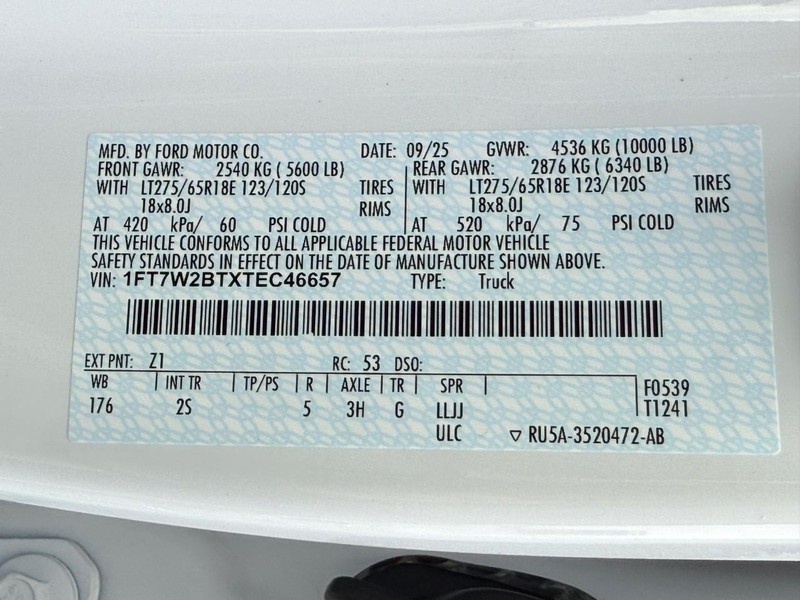 MFD. BY FORD MOTOR CO. DATE: 09/25 GVWR: 4536 KG (10000 LB)
FRONT GAWR: 2540 KG ( 5600 LB) REAR GAWR: 2876 KG ( 6340 LB)
WITH LT275/65R18E 123/120S TIRES WITH LT275/65R18E 123/120S TIRES
18x8.0J RIMS 18x8.0J RIMS
AT 420 kPa/ 60 PSI COLD AT 520 kPa/ 75 PSI COLD
THIS VEHICLE CONFORMS TO ALL APPLICABLE FEDERAL MOTOR VEHICLE
SAFETY STANDARDS IN EFFECT ON THE DATE OF MANUFACTURE SHOWN ABOVE.
VIN: 1FT7W2BTXTEC46657 TYPE: Truck
EXT PNT: Z1 RC: 53 DSO:
WB INT TR TP/PS R AXLE TR SPR F0539
176 2S 5 3H G LLJJ T1241
ULC RU5A-3520472-AB